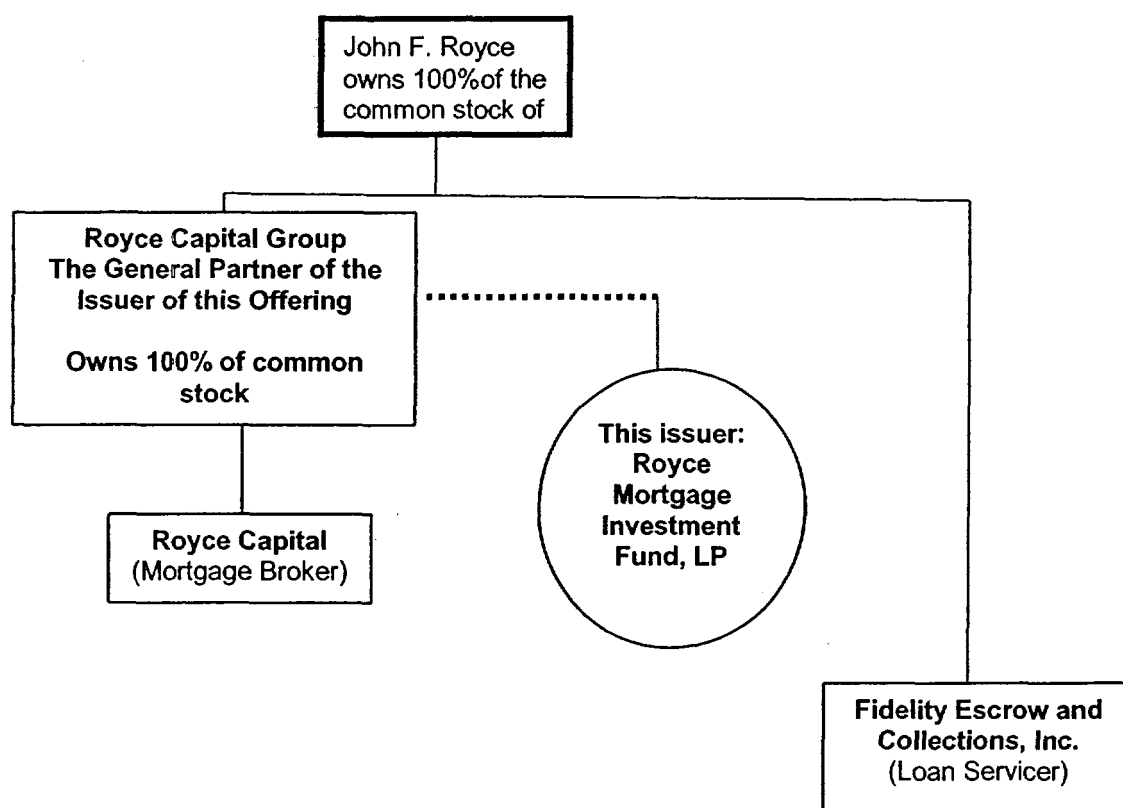 John F. Royce
owns 100%of the
common stock of
Royce Capital Group
The General Partner of the
Issuer of this Offering
Owns 100% of common
stock
This issuer:
Royce
Mortgage
Investment
Fund, LP
Royce Capital
(Mortgage Broker)
Fidelity Escrow and
Collections, Inc.
(Loan Servicer)